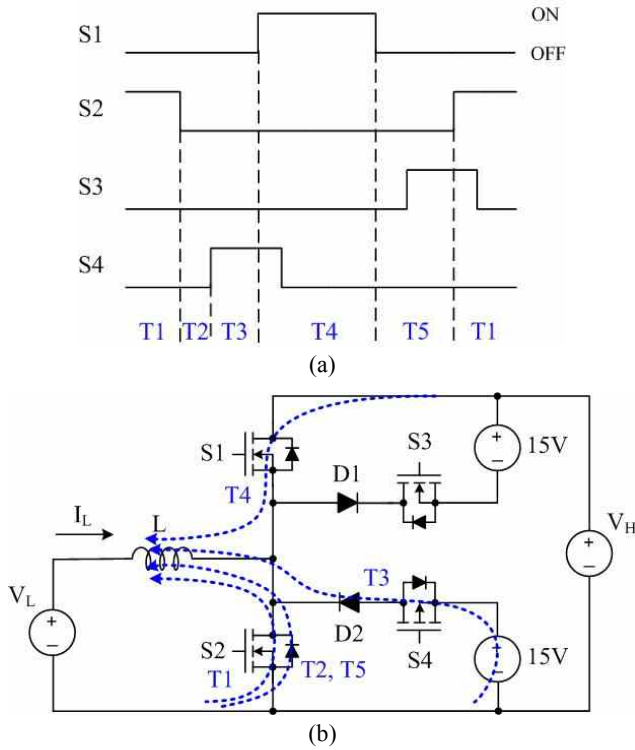 S1
ON
OFF
S2
S3
S4
T1 T2 T3 T4 T5 T1
(a)
S1
S3
15V
T4
D1
I_L
L
V_H
V_L
T3
D2
S4
S2
T1
T2, T5
15V
(b)